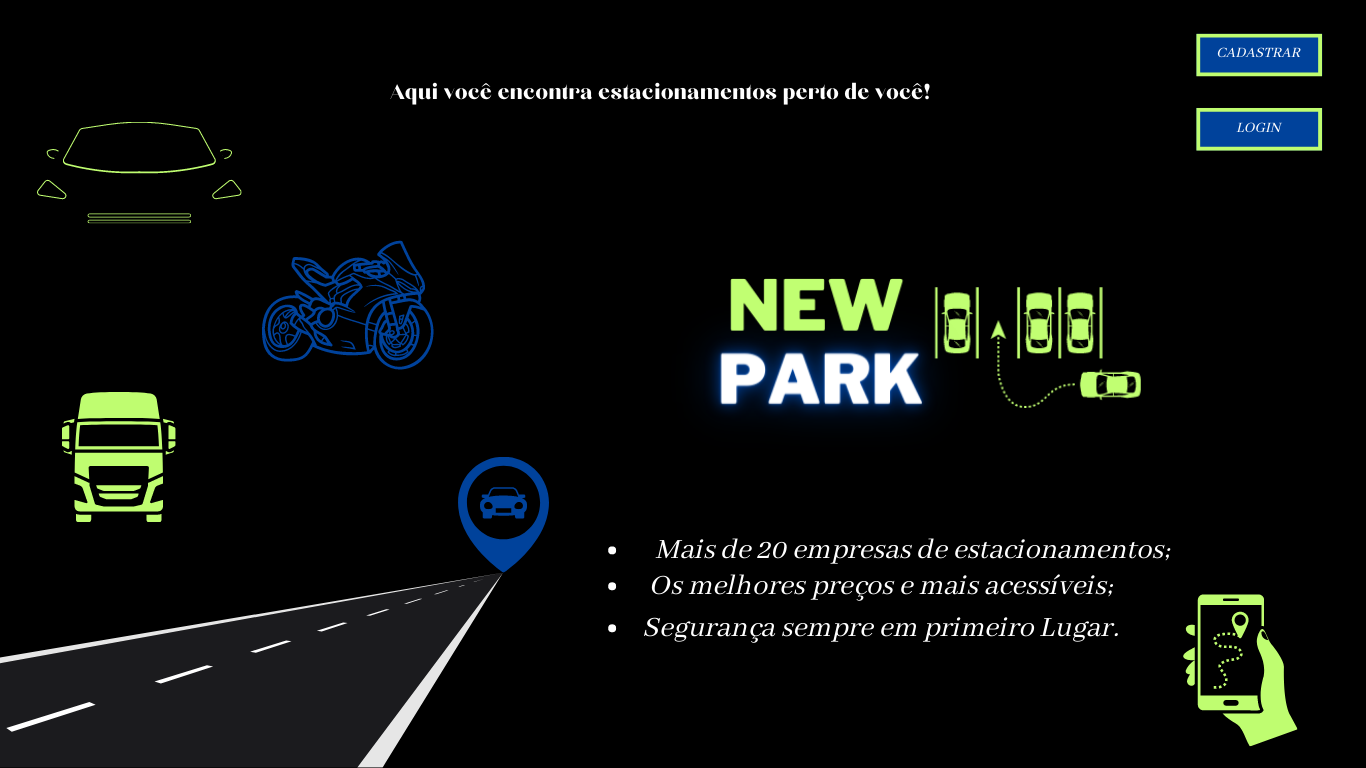 CADASTRAR
Aqui você encontra estacionamentos perto de você!
LOGIN
NEW
PARK
• Mais de 20 empresas de estacionamentos;
• Os melhores preços e mais acessíveis;
• Segurança sempre em primeiro Lugar.